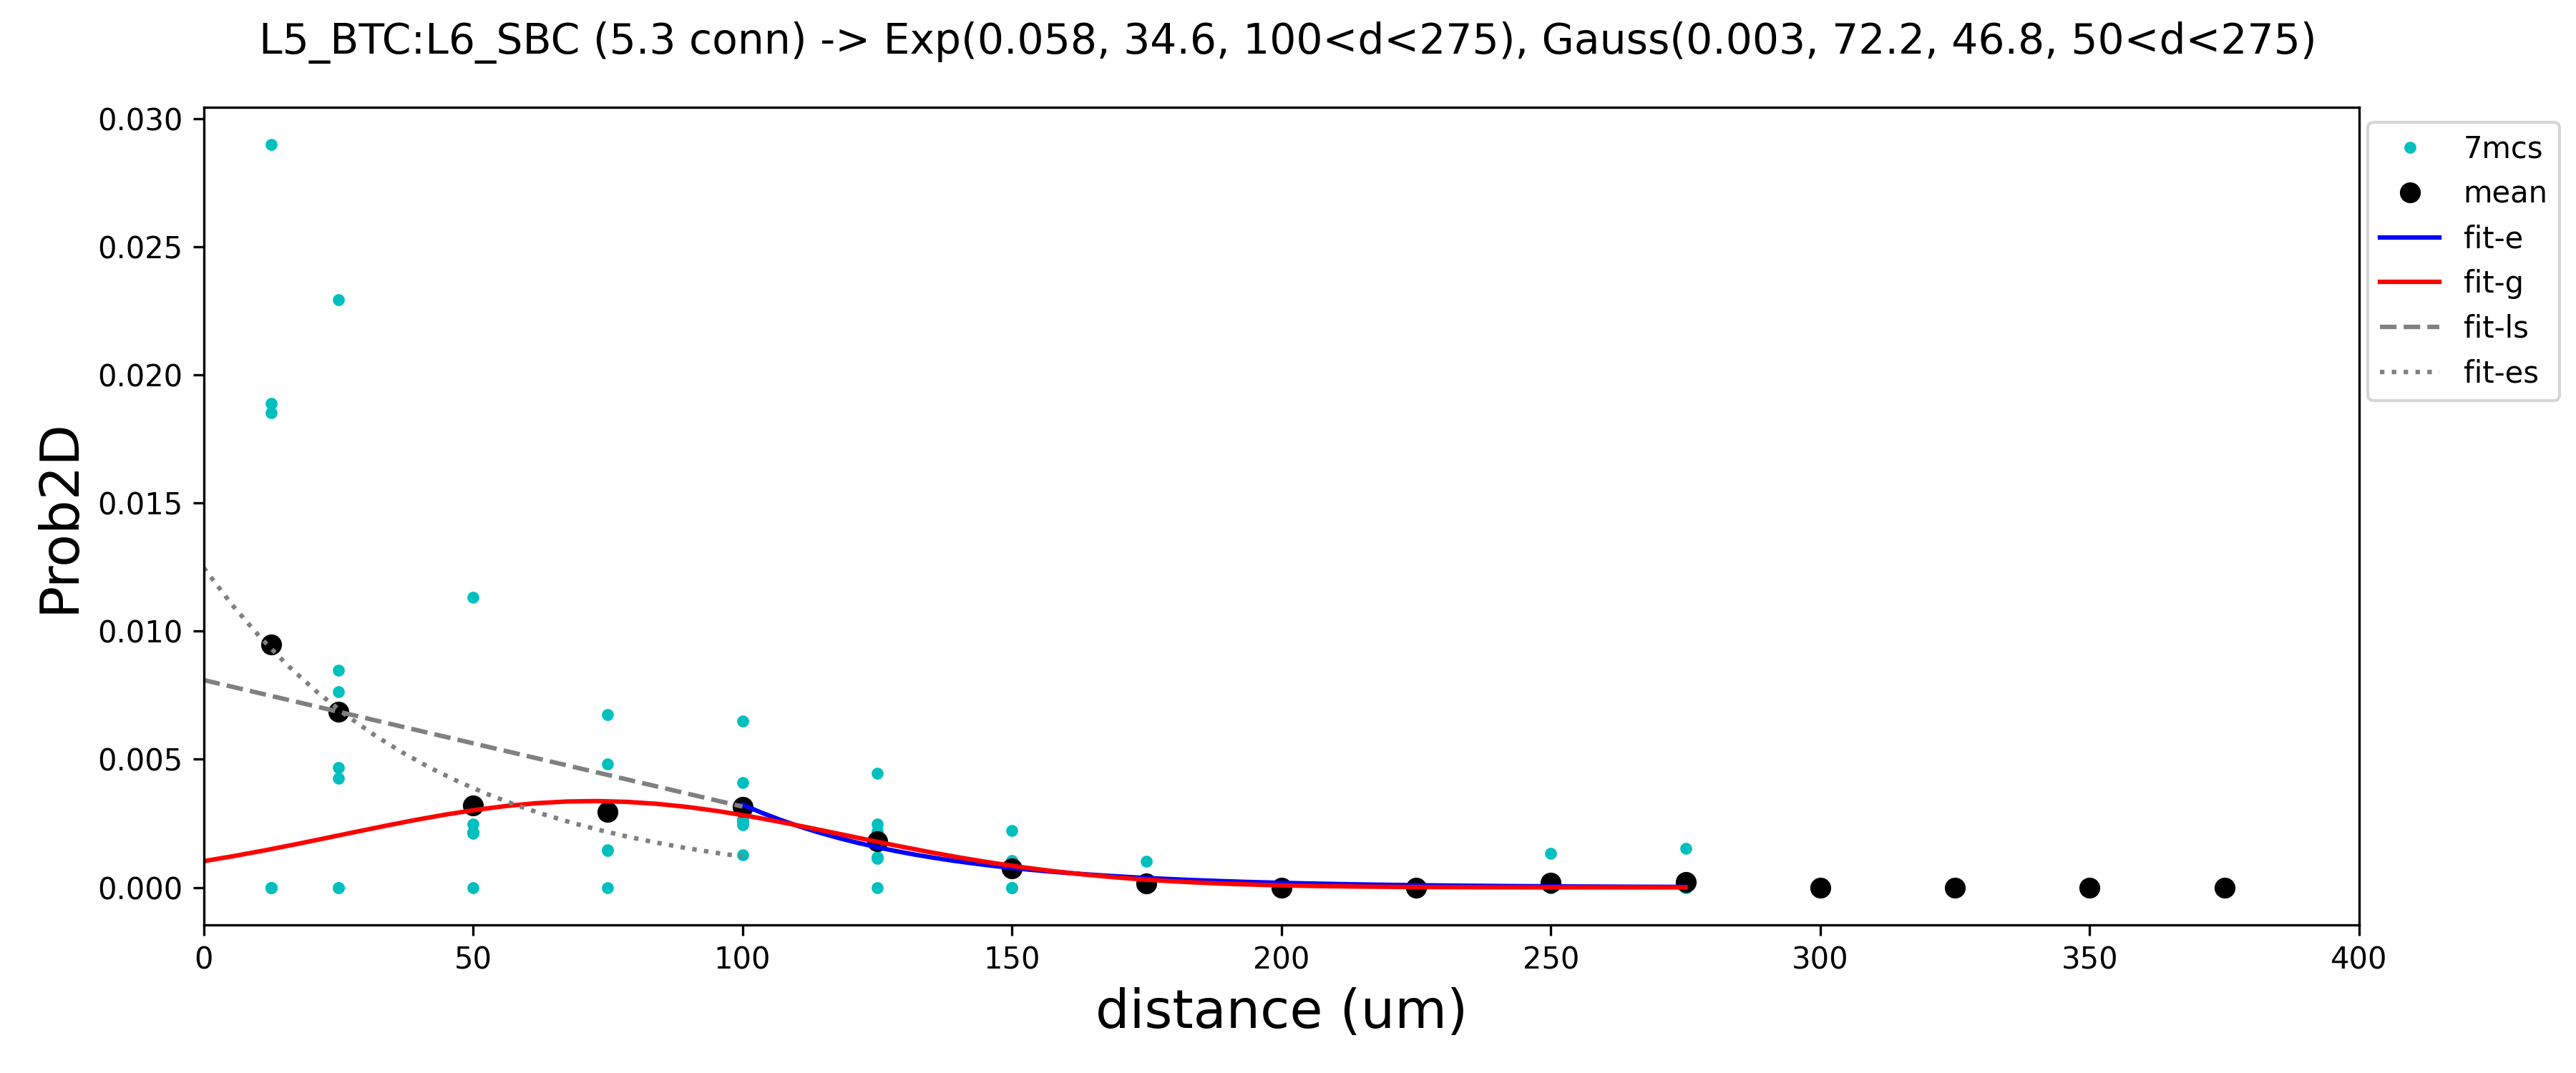 L5_BTC:L6_SBC (5.3 conn) -> Exp(0.058, 34.6, 100<d<275), Gauss(0.003, 72.2, 46.8, 50<d<275)
0.030
0.025
0.020
0.015
0.010
0.005
0.000
Prob2D
0 50 100 150 200 250 300 350 400
distance (um)
7mcs
mean
fit-e
fit-g
fit-ls
fit-es